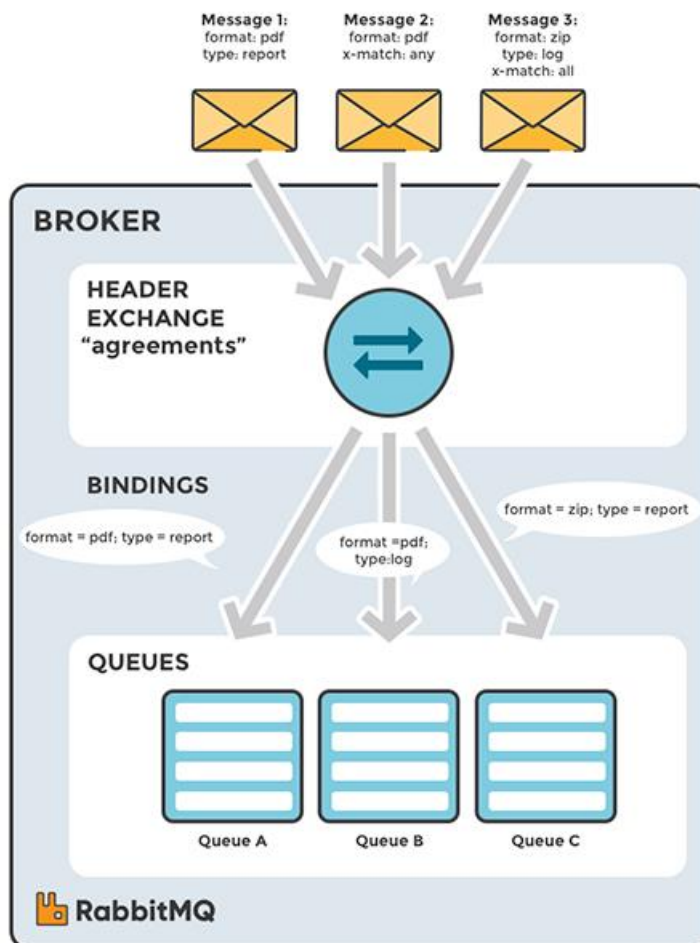 Message 1:
format: pdf
type: report
Message 2:
format: pdf
x-match: any
Message 3:
format: zip
type: log
x-match: all
BROKER
HEADER
EXCHANGE
“agreements”
BINDINGS
format = pdf; type = report
format =pdf;
type:log
format = zip; type = report
QUEUES
Queue A
Queue B
Queue C
RabbitMQ